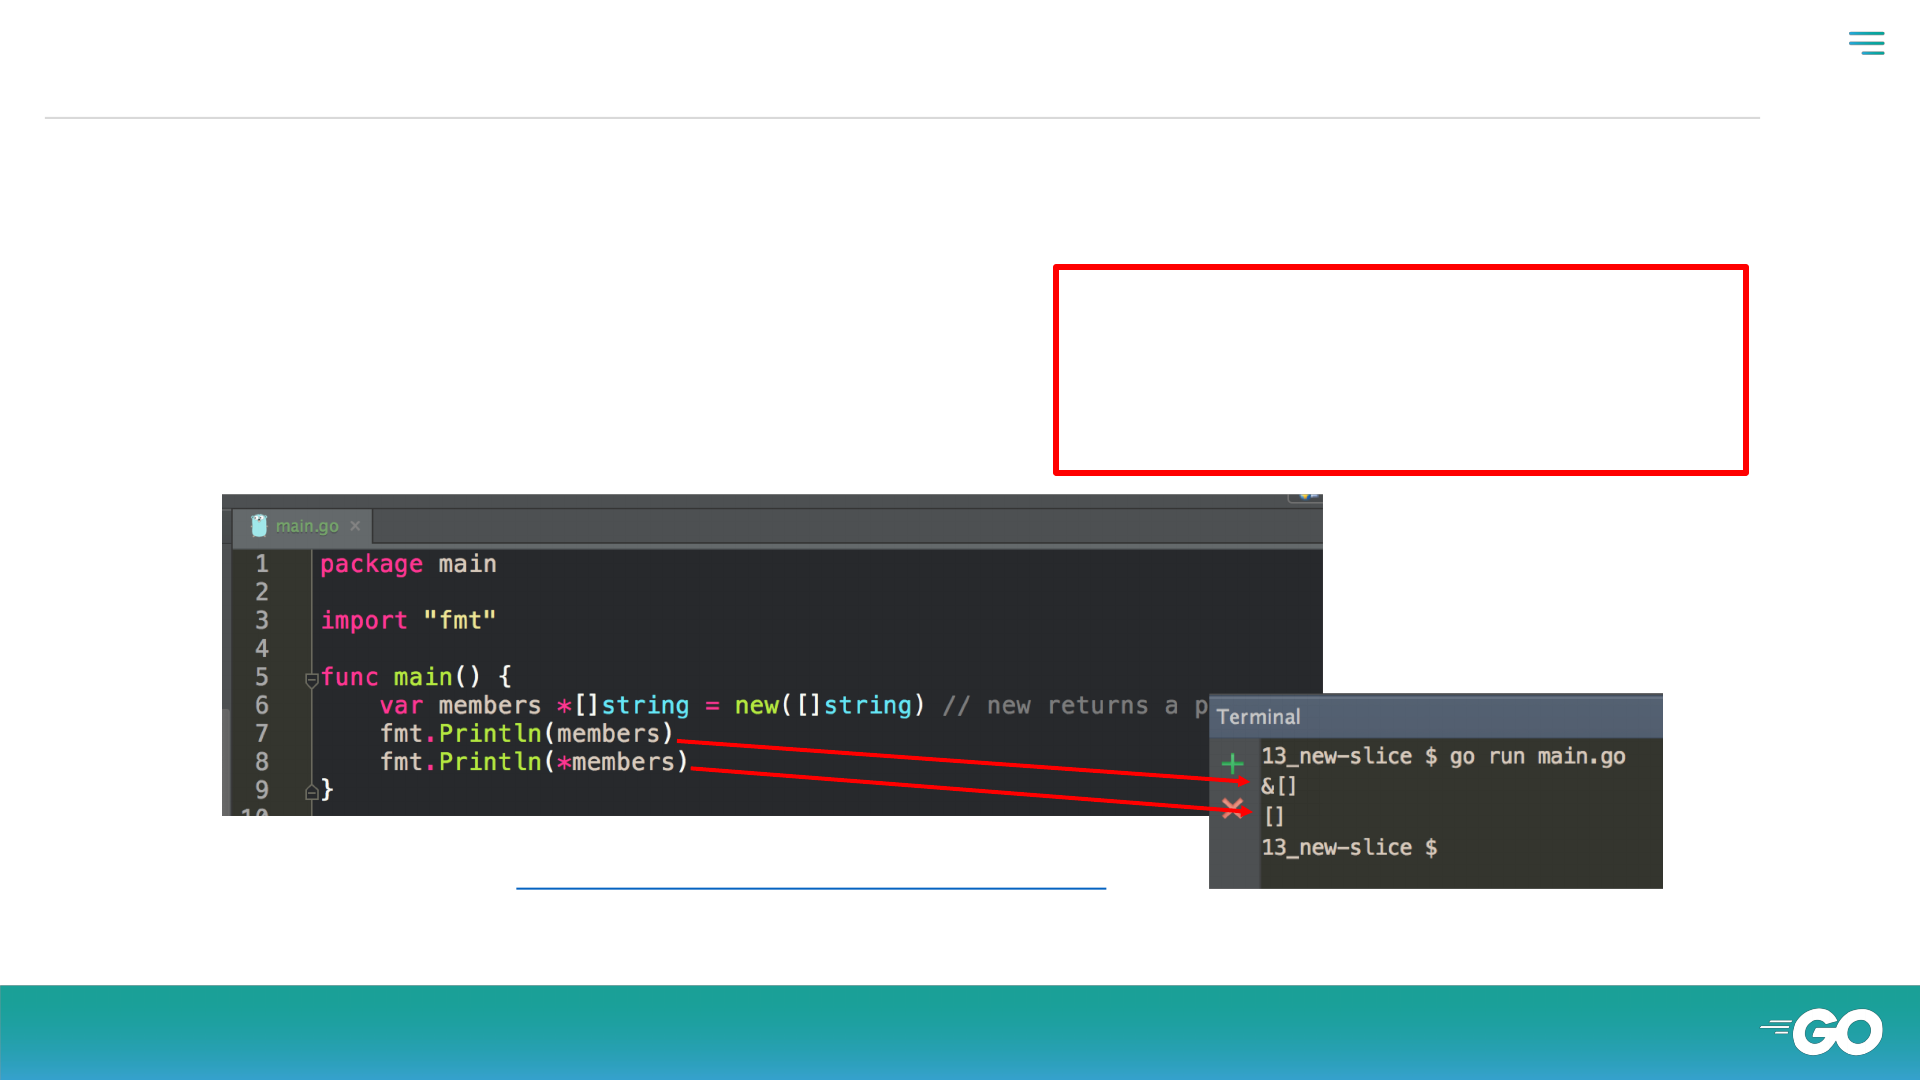 main.go ×
1 package main
2
3 import "fmt"
4
5 func main() {
6 var members *[]string = new([]string) // new returns a p
7 fmt.Println(members)
8 fmt.Println(*members)
9 }
10
Terminal
13_new-slice $ go run main.go
&[]
[]
13_new-slice $
GO